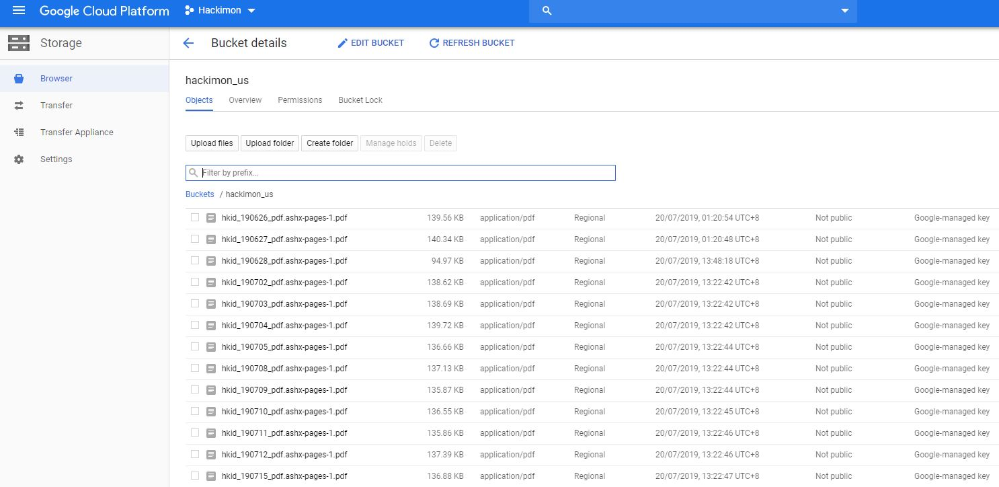 Google Cloud Platform Hackimon
Storage Bucket details EDIT BUCKET REFRESH BUCKET
Browser
Transfer
Transfer Appliance
Settings
hackimon_us
Objects Overview Permissions Bucket Lock
Upload files Upload folder Create folder Manage holds Delete
Filter by prefix...
Buckets / hackimon_us
hkid_190626_pdf.ashx-pages-1.pdf 139.56 KB application/pdf Regional 20/07/2019, 01:20:54 UTC+8 Not public Google-managed key
hkid_190627_pdf.ashx-pages-1.pdf 140.34 KB application/pdf Regional 20/07/2019, 01:20:48 UTC+8 Not public Google-managed key
hkid_190628_pdf.ashx-pages-1.pdf 94.97 KB application/pdf Regional 20/07/2019, 13:48:18 UTC+8 Not public Google-managed key
hkid_190702_pdf.ashx-pages-1.pdf 138.62 KB application/pdf Regional 20/07/2019, 13:22:42 UTC+8 Not public Google-managed key
hkid_190703_pdf.ashx-pages-1.pdf 138.69 KB application/pdf Regional 20/07/2019, 13:22:42 UTC+8 Not public Google-managed key
hkid_190704_pdf.ashx-pages-1.pdf 139.72 KB application/pdf Regional 20/07/2019, 13:22:42 UTC+8 Not public Google-managed key
hkid_190705_pdf.ashx-pages-1.pdf 136.66 KB application/pdf Regional 20/07/2019, 13:22:44 UTC+8 Not public Google-managed key
hkid_190708_pdf.ashx-pages-1.pdf 137.13 KB application/pdf Regional 20/07/2019, 13:22:44 UTC+8 Not public Google-managed key
hkid_190709_pdf.ashx-pages-1.pdf 135.87 KB application/pdf Regional 20/07/2019, 13:22:44 UTC+8 Not public Google-managed key
hkid_190710_pdf.ashx-pages-1.pdf 136.55 KB application/pdf Regional 20/07/2019, 13:22:45 UTC+8 Not public Google-managed key
hkid_190711_pdf.ashx-pages-1.pdf 135.86 KB application/pdf Regional 20/07/2019, 13:22:46 UTC+8 Not public Google-managed key
hkid_190712_pdf.ashx-pages-1.pdf 137.39 KB application/pdf Regional 20/07/2019, 13:22:46 UTC+8 Not public Google-managed key
hkid_190715_pdf.ashx-pages-1.pdf 136.88 KB application/pdf Regional 20/07/2019, 13:22:47 UTC+8 Not public Google-managed key